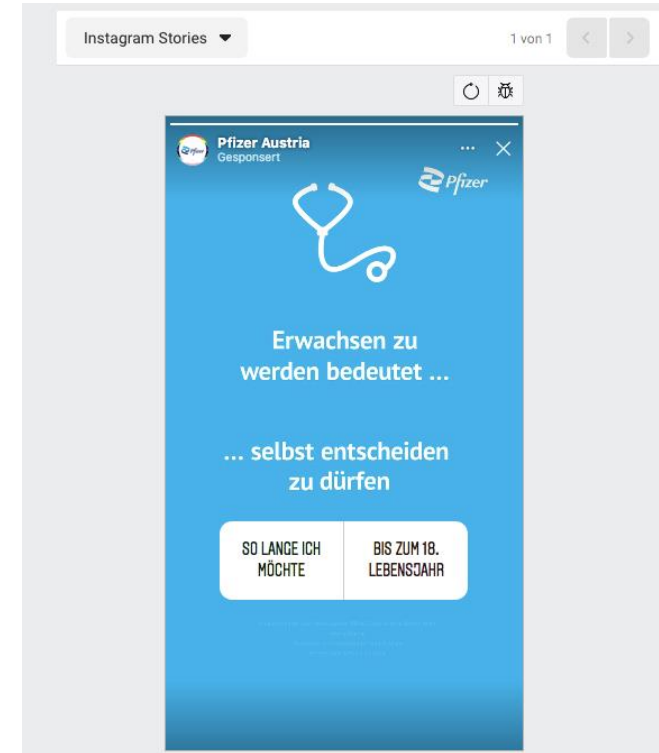 Instagram Stories
1 von 1
Pfizer Austria
Gesponsert
Pfizer
Erwachsen zu
werden bedeutet ...
... selbst entscheiden
zu dürfen
SO LANGE ICH
MÖCHTE
BIS ZUM 18.
LEBENSJAHR